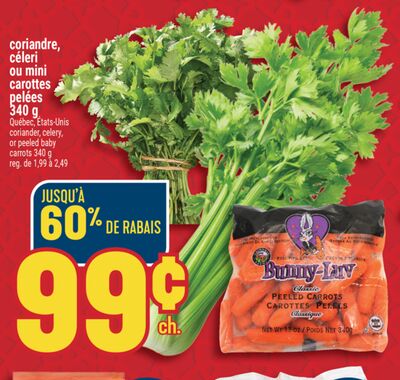 coriandre,
céleri
ou mini
carottes
pelées
340 g
Québec, États-Unis
coriander, celery,
or peeled baby
carrots 340 g
reg. de 1,99 à 2,49
JUSQU'À
60% DE RABAIS
99¢
ch.
Bunny-Luv
Classic
PEELED CARROTS
CAROTTES PELÉES
Classique
NET WT 12 OZ / POIDS NET 340g